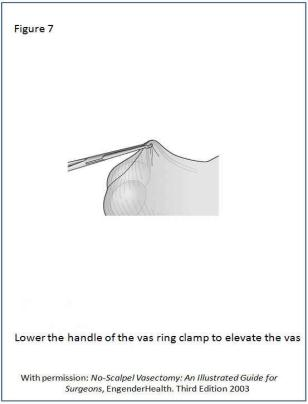 Figure 7
Lower the handle of the vas ring clamp to elevate the vas
With permission: No-Scalpel Vasectomy: An Illustrated Guide for
Surgeons, EngenderHealth. Third Edition 2003